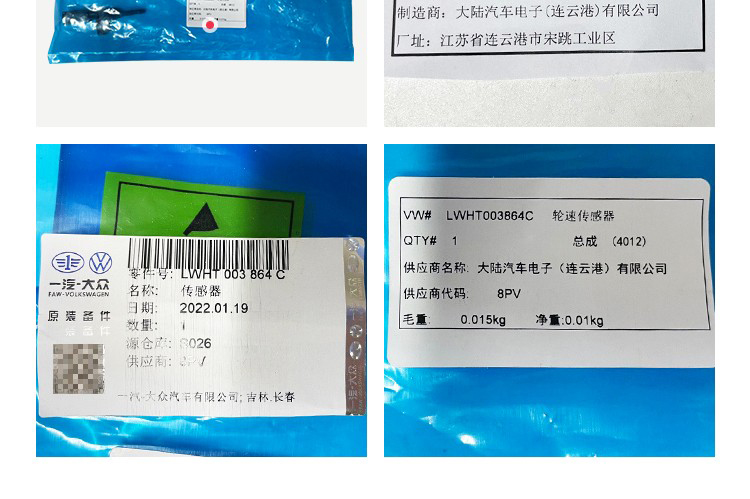 制造商：大陆汽车电子(连云港)有限公司
厂址：江苏省连云港市宋跳工业区
一汽-大众
FAW-VOLKSWAGEN
原装备件
零件号：LWHT 003 864 C
名称：传感器
日期：2022.01.19
数量：1
源仓库：S026
供应商：8PV
一汽-大众汽车有限公司;吉林.长春
VW# LWHT003864C 轮速传感器
QTY# 1 总成 (4012)
供应商名称: 大陆汽车电子（连云港）有限公司
供应商代码: 8PV
毛重: 0.015kg 净重:0.01kg